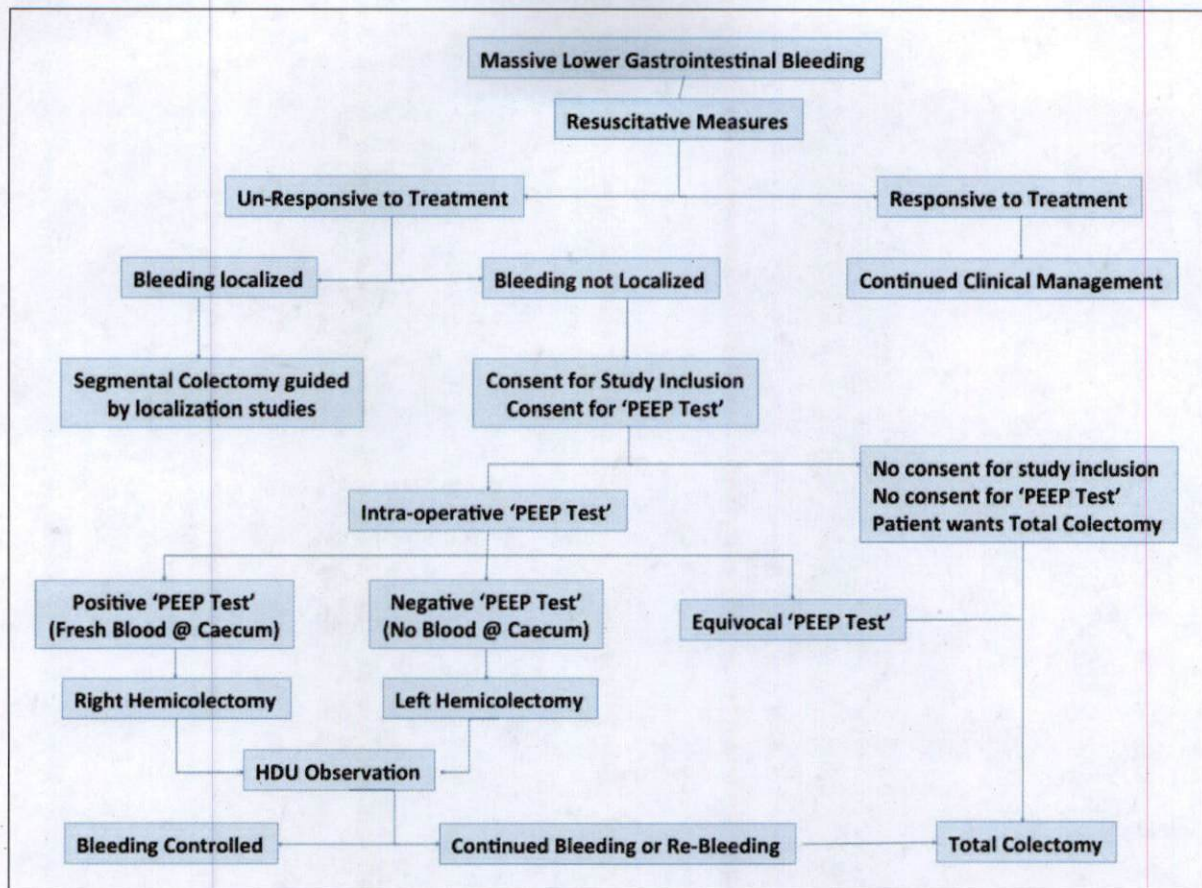 Massive Lower Gastrointestinal Bleeding
Resuscitative Measures
Un-Responsive to Treatment
Responsive to Treatment
Bleeding localized
Bleeding not Localized
Continued Clinical Management
Segmental Colectomy guided
by localization studies
Consent for Study Inclusion
Consent for ‘PEEP Test’
No consent for study inclusion
No consent for ‘PEEP Test’
Patient wants Total Colectomy
Intra-operative ‘PEEP Test’
Positive ‘PEEP Test’
(Fresh Blood @ Caecum)
Negative ‘PEEP Test’
(No Blood @ Caecum)
Equivocal ‘PEEP Test’
Right Hemicolectomy
Left Hemicolectomy
HDU Observation
Bleeding Controlled
Continued Bleeding or Re-Bleeding
Total Colectomy